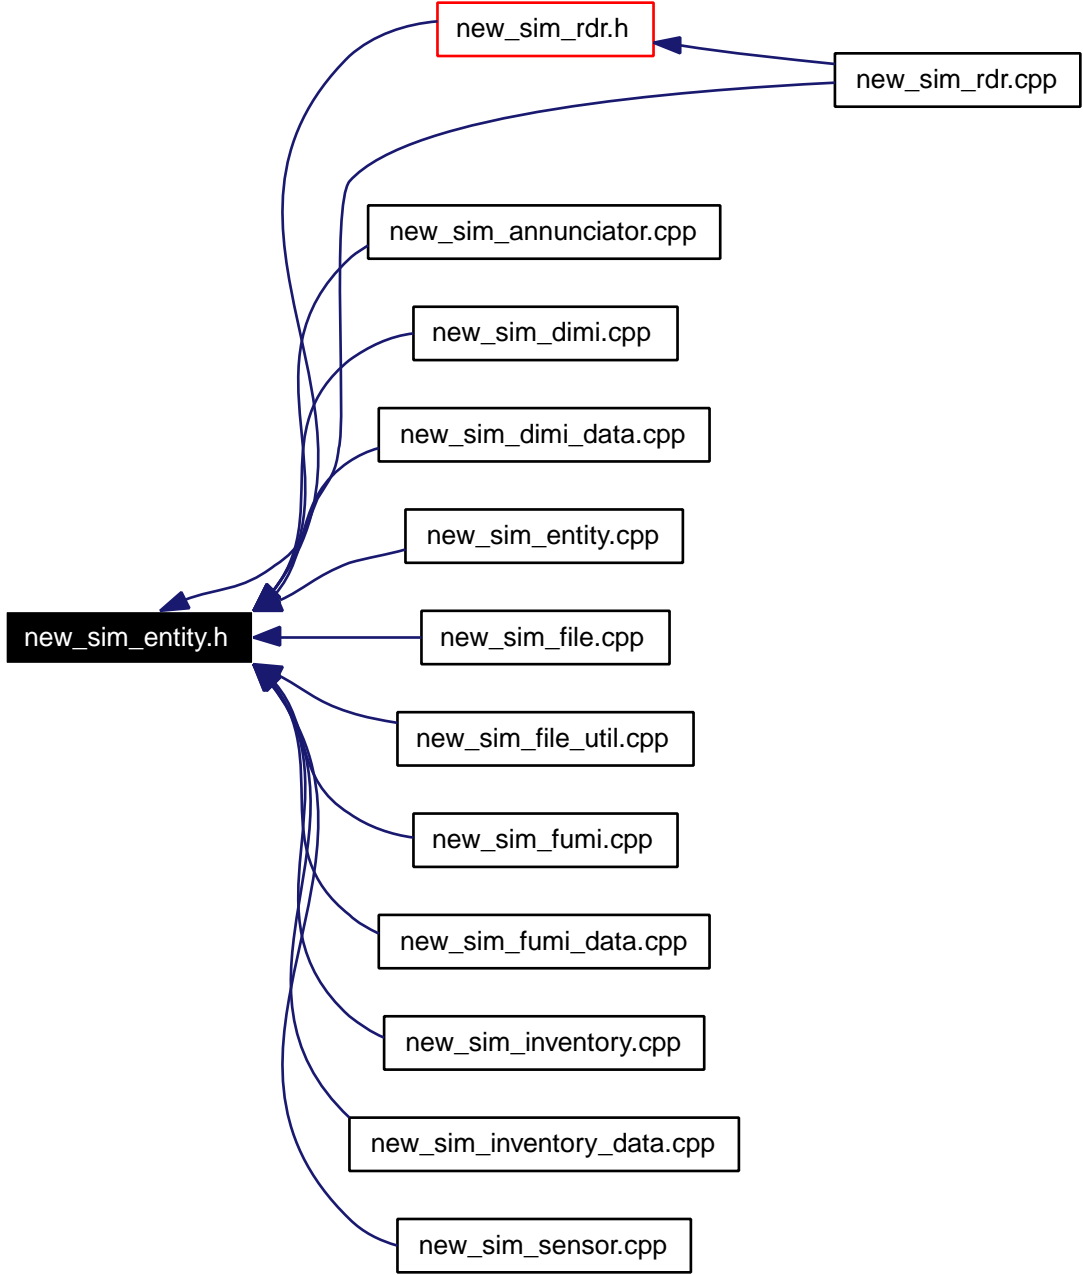 new_sim_rdr.h
new_sim_rdr.cpp
new_sim_annunciator.cpp
new_sim_dimi.cpp
new_sim_dimi_data.cpp
new_sim_entity.cpp
new_sim_entity.h
new_sim_file.cpp
new_sim_file_util.cpp
new_sim_fumi.cpp
new_sim_fumi_data.cpp
new_sim_inventory.cpp
new_sim_inventory_data.cpp
new_sim_sensor.cpp